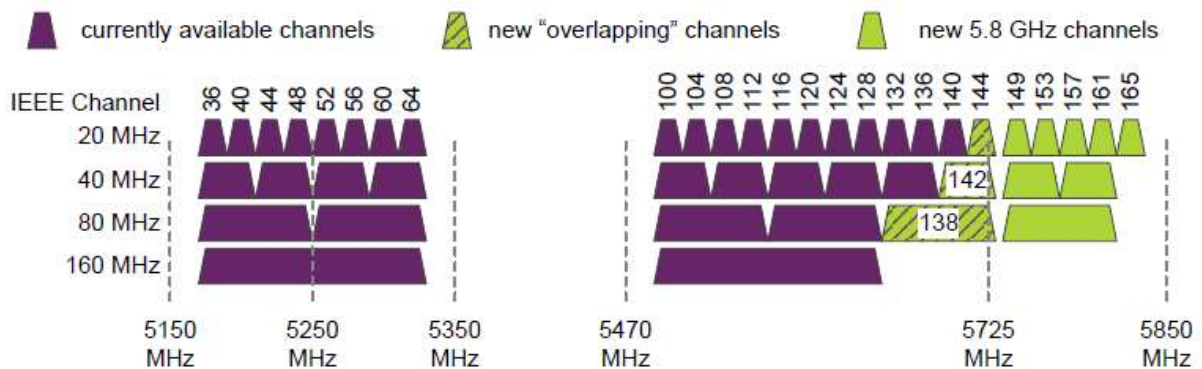 currently available channels new “overlapping” channels new 5.8 GHz channels
IEEE Channel 36 40 44 48 52 56 60 64 100 104 108 112 116 120 124 128 132 136 140 144 149 153 157 161 165
20 MHz
40 MHz 142
80 MHz 138
160 MHz
5150 5250 5350 5470 5725 5850
MHz MHz MHz MHz MHz MHz